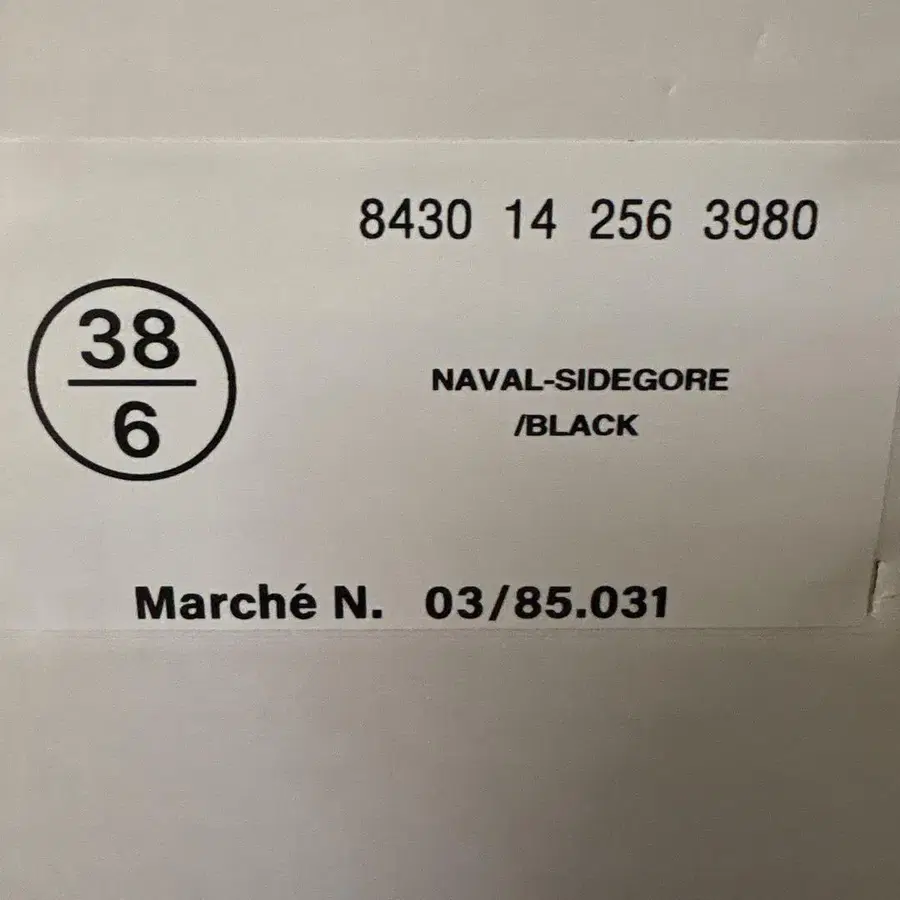 8430 14 256 3980
38
6
NAVAL-SIDEGORE
/BLACK
Marché N. 03/85.031